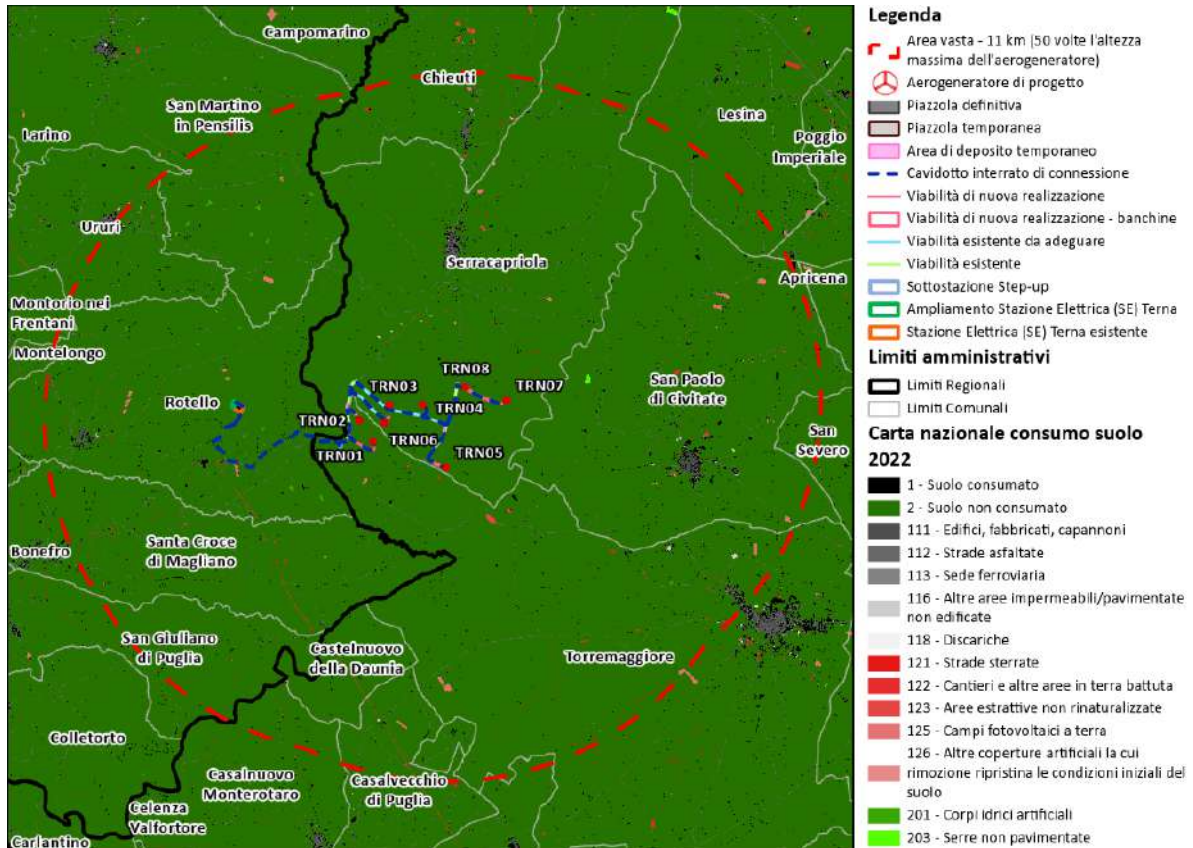 Campomarino
Chieuti
San Martino
in Pensilis
Larino
Lesina
Poggio
Imperiale
Ururi
Serracapriola
Apricena
Montorio nei
Frentani
Montelongo
TRN08
TRN03
TRN07
San Paolo
di Civitate
Rotello
TRN04
TRN02
TRN06
San
Severo
TRN01
TRN05
Bonefro
Santa Croce
di Magliano
San Giuliano
di Puglia
Castelnuovo
della Daunia
Torremaggiore
Colletorto
Casalnuovo
Monterotaro
Casalvecchio
di Puglia
Celenza
Valfortore
Carlantino
Legenda
Area vasta - 11 km (50 volte l'altezza
massima dell'aerogeneratore)
Aerogeneratore di progetto
Piazzola definitiva
Piazzola temporanea
Area di deposito temporaneo
Cavidotto interrato di connessione
Viabilità di nuova realizzazione
Viabilità di nuova realizzazione - banchine
Viabilità esistente da adeguare
Viabilità esistente
Sottostazione Step-up
Ampliamento Stazione Elettrica (SE) Terna
Stazione Elettrica (SE) Terna esistente
Limiti amministrativi
Limiti Regionali
Limiti Comunali
Carta nazionale consumo suolo
2022
1 - Suolo consumato
2 - Suolo non consumato
111 - Edifici, fabbricati, capannoni
112 - Strade asfaltate
113 - Sede ferroviaria
116 - Altre aree impermeabili/pavimentate
non edificate
118 - Discariche
121 - Strade sterrate
122 - Cantieri e altre aree in terra battuta
123 - Aree estrattive non rinaturalizzate
125 - Campi fotovoltaici a terra
126 - Altre coperture artificiali la cui
rimozione ripristina le condizioni iniziali del
suolo
201 - Corpi idrici artificiali
203 - Serre non pavimentate